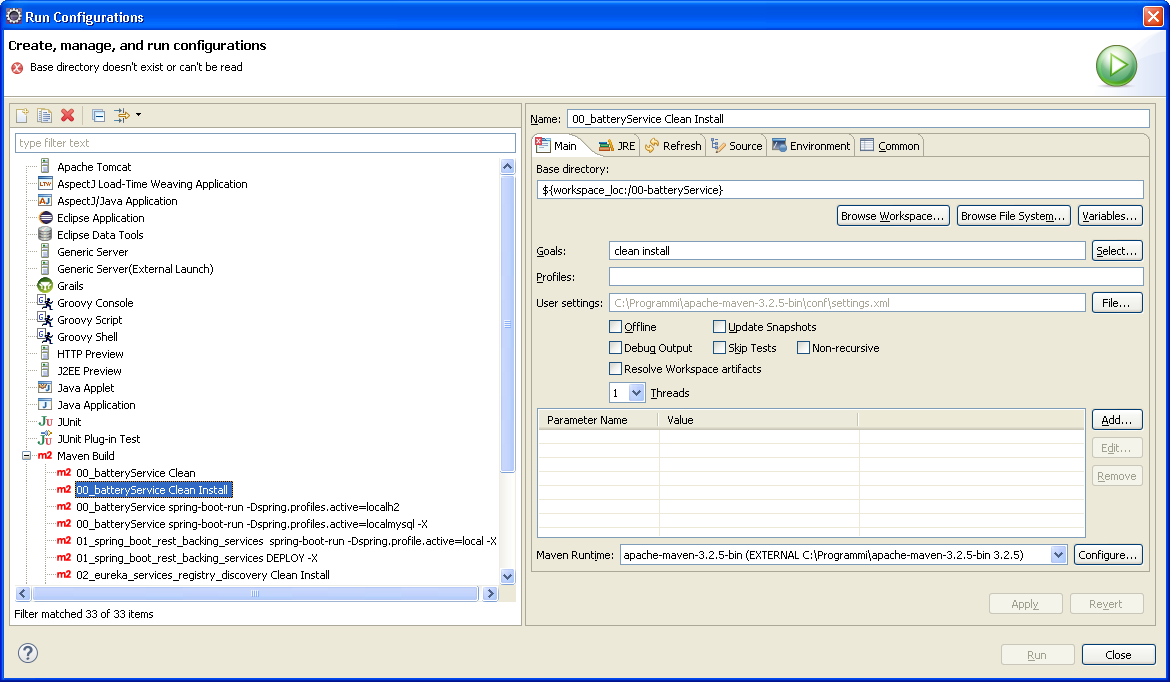 Run Configurations
Create, manage, and run configurations
Base directory doesn't exist or can't be read
type filter text
Apache Tomcat
AspectJ Load-Time Weaving Application
AspectJ/Java Application
Eclipse Application
Eclipse Data Tools
Generic Server
Generic Server(External Launch)
Grails
Groovy Console
Groovy Script
Groovy Shell
HTTP Preview
J2EE Preview
Java Applet
Java Application
JUnit
JUnit Plug-in Test
m2 Maven Build
m2 00_batteryService Clean
m2 00_batteryService Clean Install
m2 00_batteryService spring-boot-run -Dspring.profiles.active=localh2
m2 00_batteryService spring-boot-run -Dspring.profiles.active=localmysql -X
m2 01_spring_boot_rest_backing_services spring-boot-run -Dspring.profile.active=local -X
m2 01_spring_boot_rest_backing_services DEPLOY -X
m2 02_eureka_services_registry_discovery Clean Install
Filter matched 33 of 33 items
Name: 00_batteryService Clean Install
Main JRE Refresh Source Environment Common
Base directory:
${workspace_loc:/00-batteryService}
Browse Workspace... Browse File System... Variables...
Goals: clean install Select...
Profiles:
User settings: C:\Programmi\apache-maven-3.2.5-bin\conf\settings.xml File...
Offline Update Snapshots
Debug Output Skip Tests Non-recursive
Resolve Workspace artifacts
1 Threads
Parameter Name Value
Add...
Edit...
Remove
Maven Runtime: apache-maven-3.2.5-bin (EXTERNAL C:\Programmi\apache-maven-3.2.5-bin 3.2.5) Configure...
Apply Revert
? Run Close